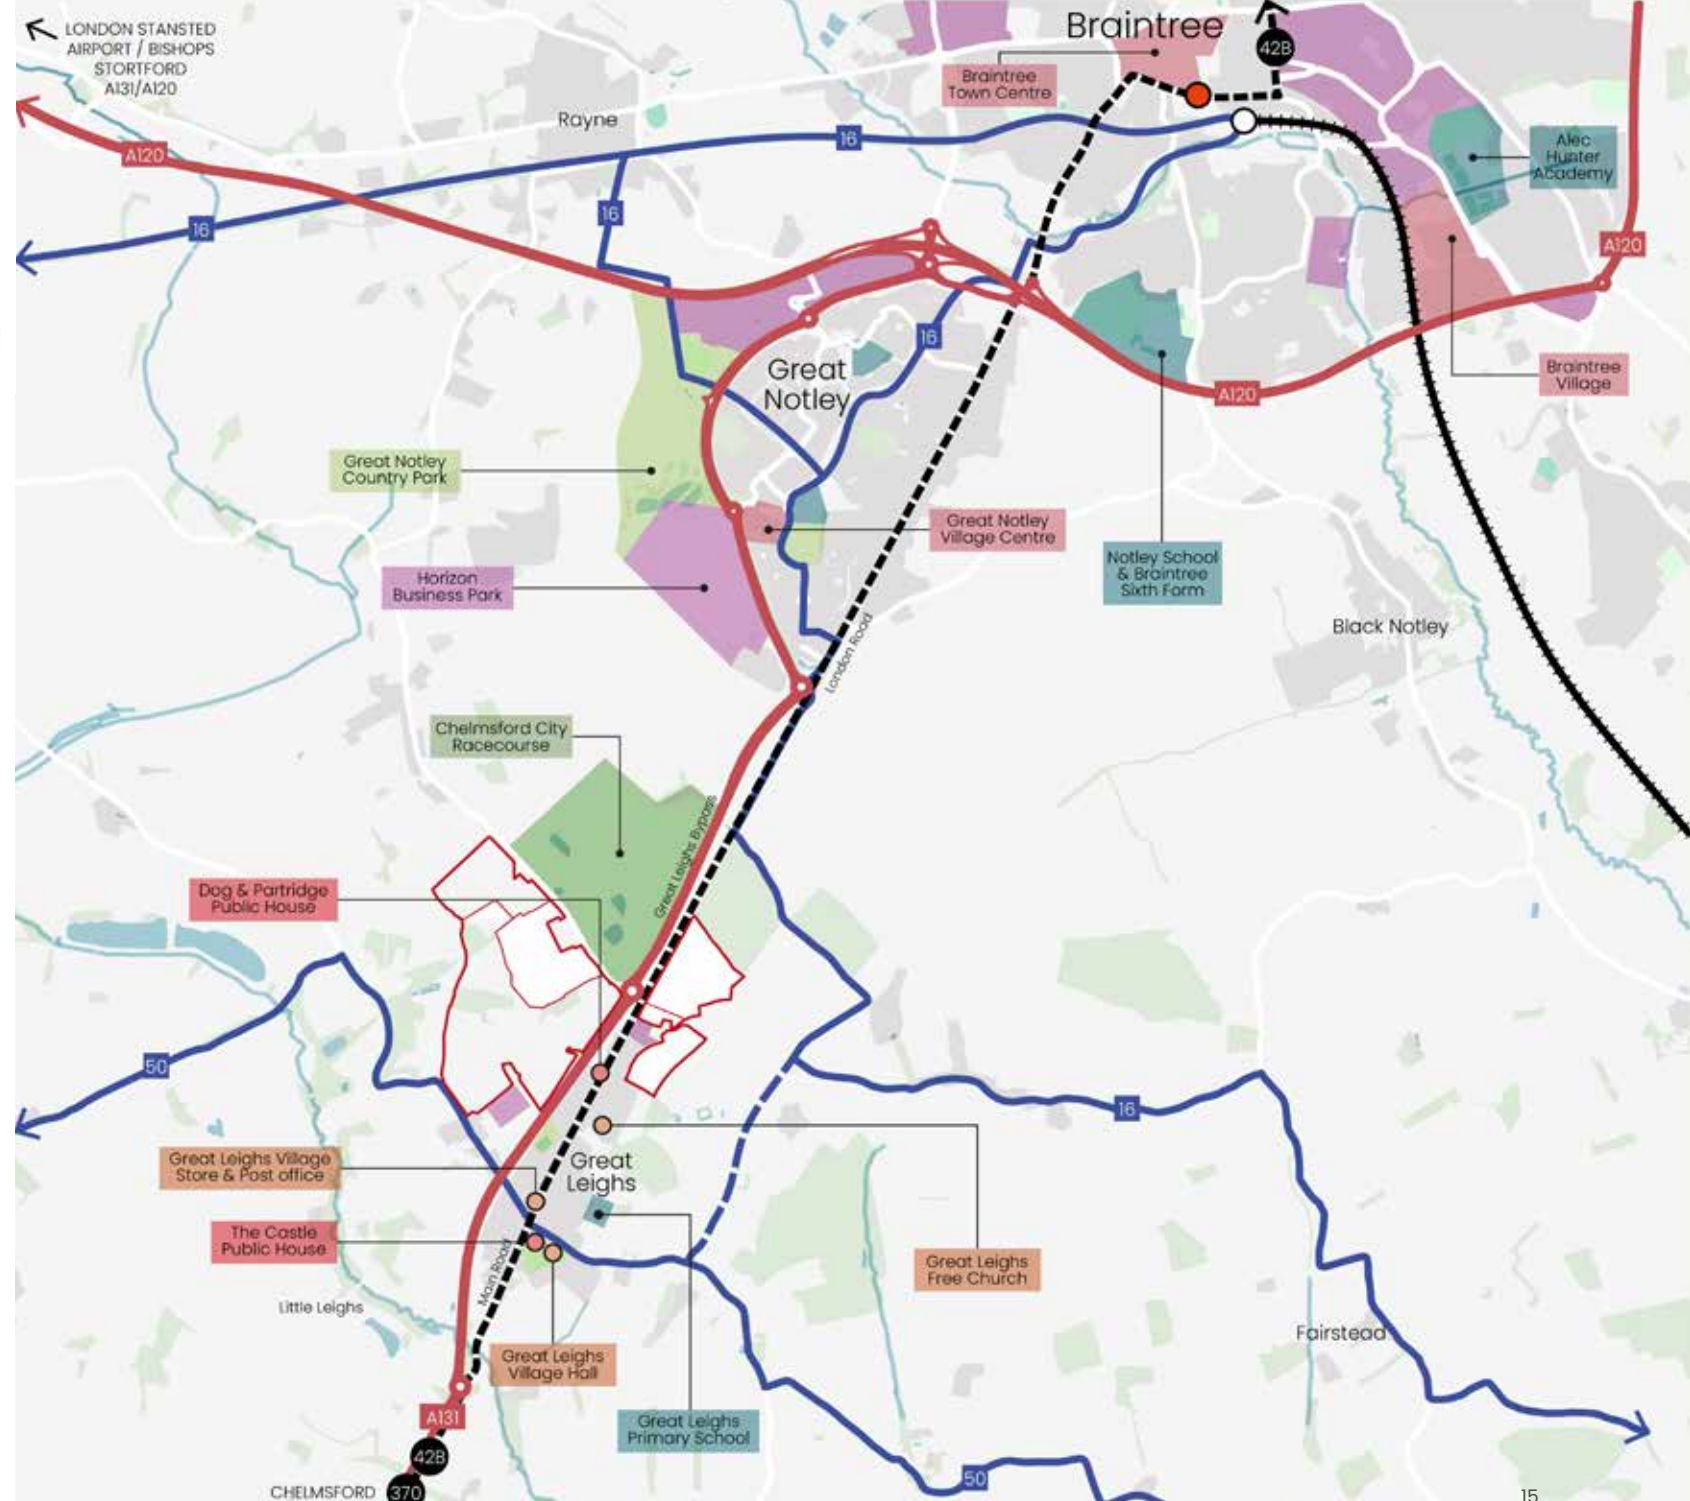 LONDON STANSTED
AIRPORT / BISHOPS
STORTFORD
A131/A120
Braintree
42B
Braintree
Town Centre
Rayne
A120
16
16
16
Alec
Hunter
Academy
A120
16
Great
Notley
A120
Braintree
Village
Great Notley
Country Park
Great Notley
Village Centre
Notley School
& Braintree
Sixth Form
Horizon
Business Park
London Road
Black Notley
Chelmsford City
Racecourse
Great Leighs Bypass
Dog & Partridge
Public House
50
16
Great Leighs Village
Store & Post office
Great
Leighs
The Castle
Public House
Great Leighs
Free Church
Main Road
Little Leighs
Fairstead
Great Leighs
Village Hall
A131
Great Leighs
Primary School
42B
50
CHELMSFORD
370
15